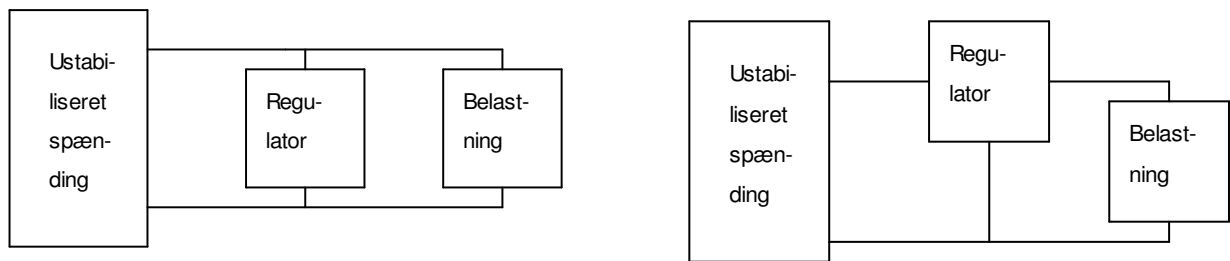 Ustabi-
liseret
spæn-
ding
Regu-
lator
Belast-
ning
Ustabi-
liseret
spæn-
ding
Regu-
lator
Belast-
ning